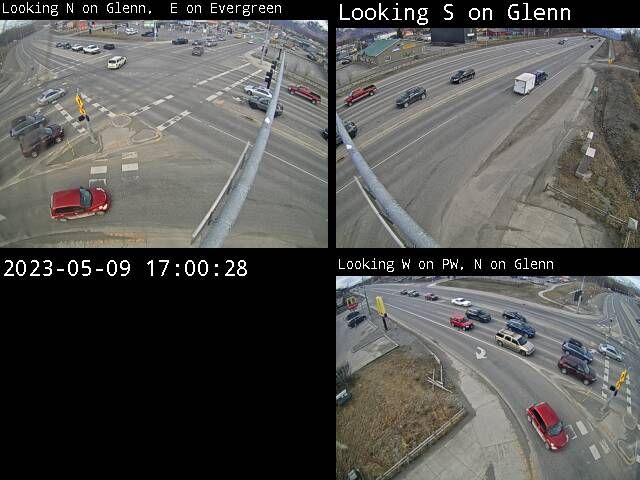 Looking N on Glenn,  E on Evergreen
Looking S on Glenn
2023-05-09 17:00:28
Looking W on PW, N on Glenn